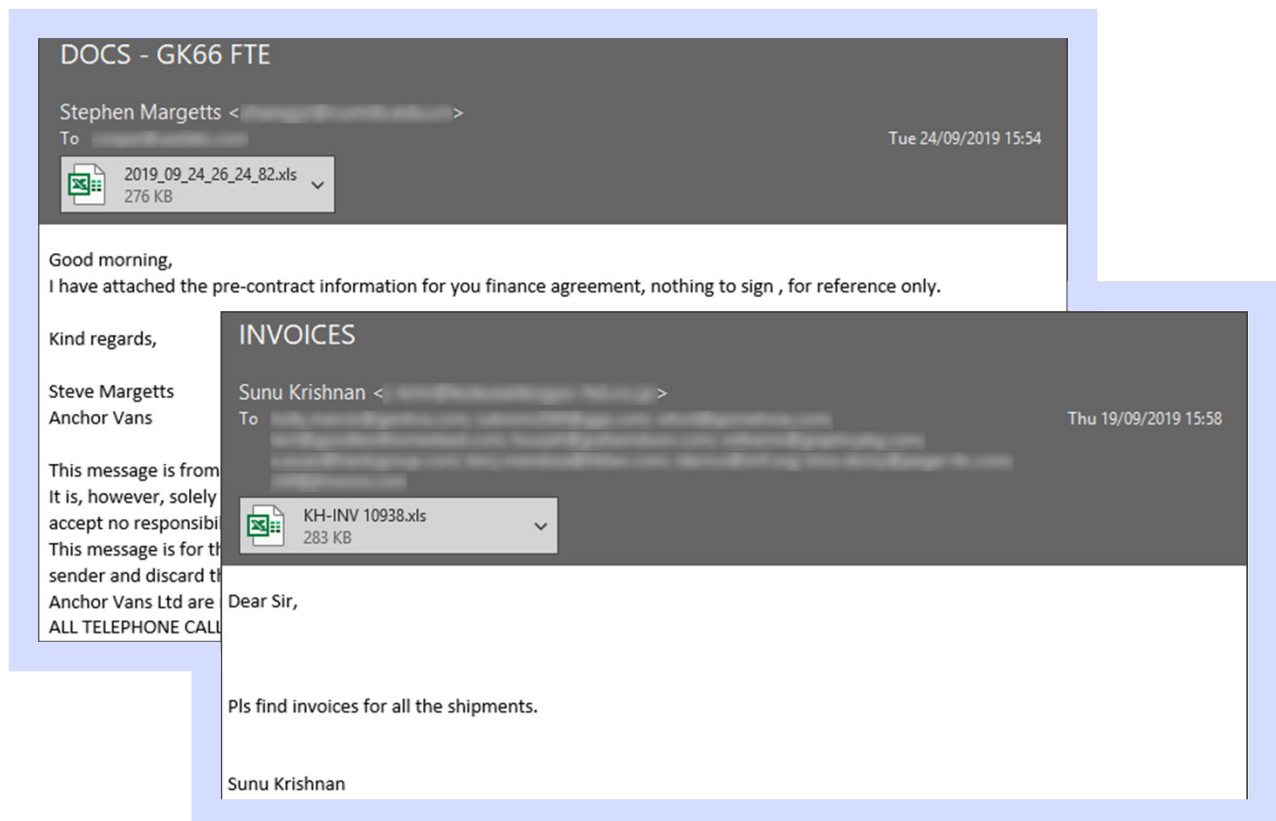 DOCS - GK66 FTE
Stephen Margetts < >
To
Tue 24/09/2019 15:54
2019_09_24_26_24_82.xls
276 KB
Good morning,
I have attached the pre-contract information for you finance agreement, nothing to sign , for reference only.
Kind regards,
Steve Margetts
Anchor Vans
This message is from
It is, however, solely
accept no responsibil
This message is for th
sender and discard th
Anchor Vans Ltd are
ALL TELEPHONE CALL
INVOICES
Sunu Krishnan < >
To
Thu 19/09/2019 15:58
KH-INV 10938.xls
283 KB
Dear Sir,
Pls find invoices for all the shipments.
Sunu Krishnan